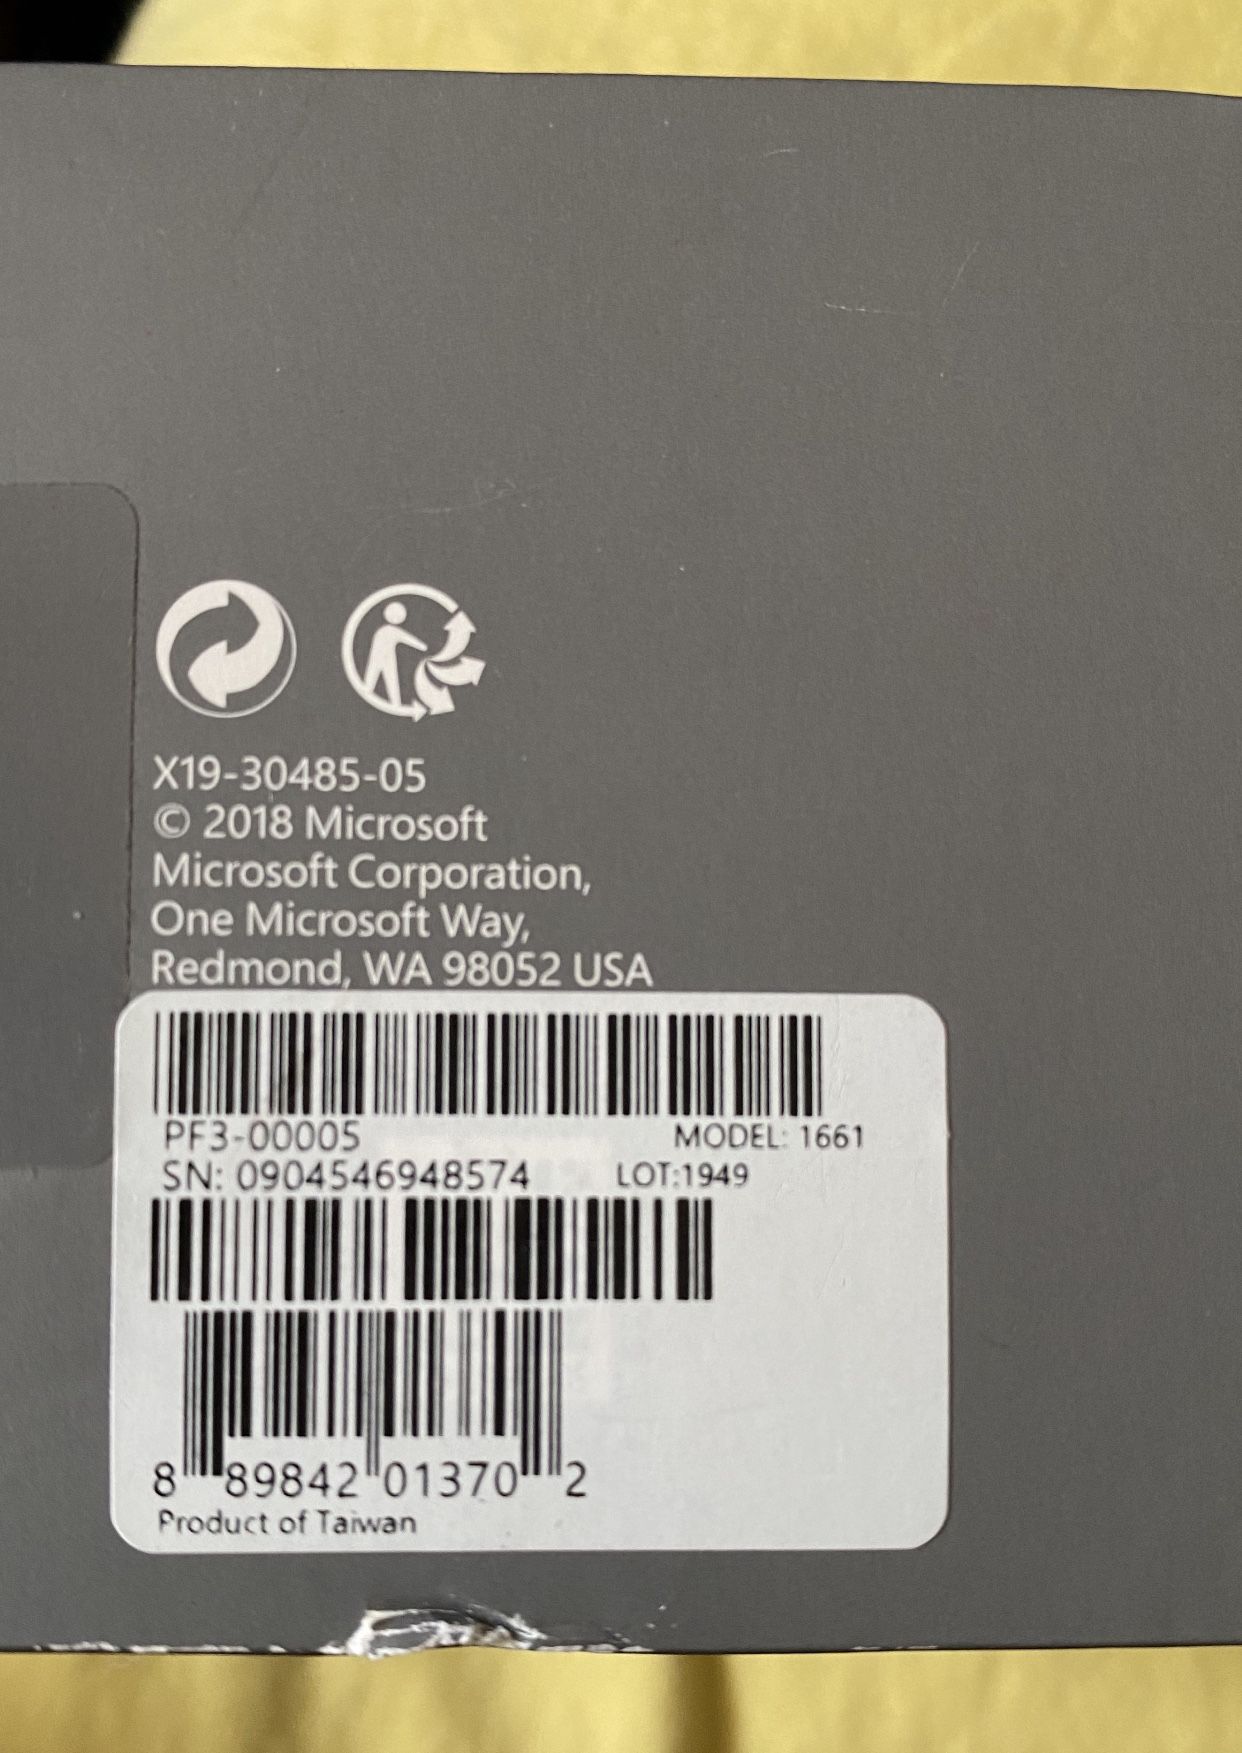 X19-30485-05
© 2018 Microsoft
Microsoft Corporation,
One Microsoft Way,
Redmond, WA 98052 USA
PF3-00005 MODEL: 1661
SN: 0904546948574 LOT:1949
8 89842 01370 2
Product of Taiwan